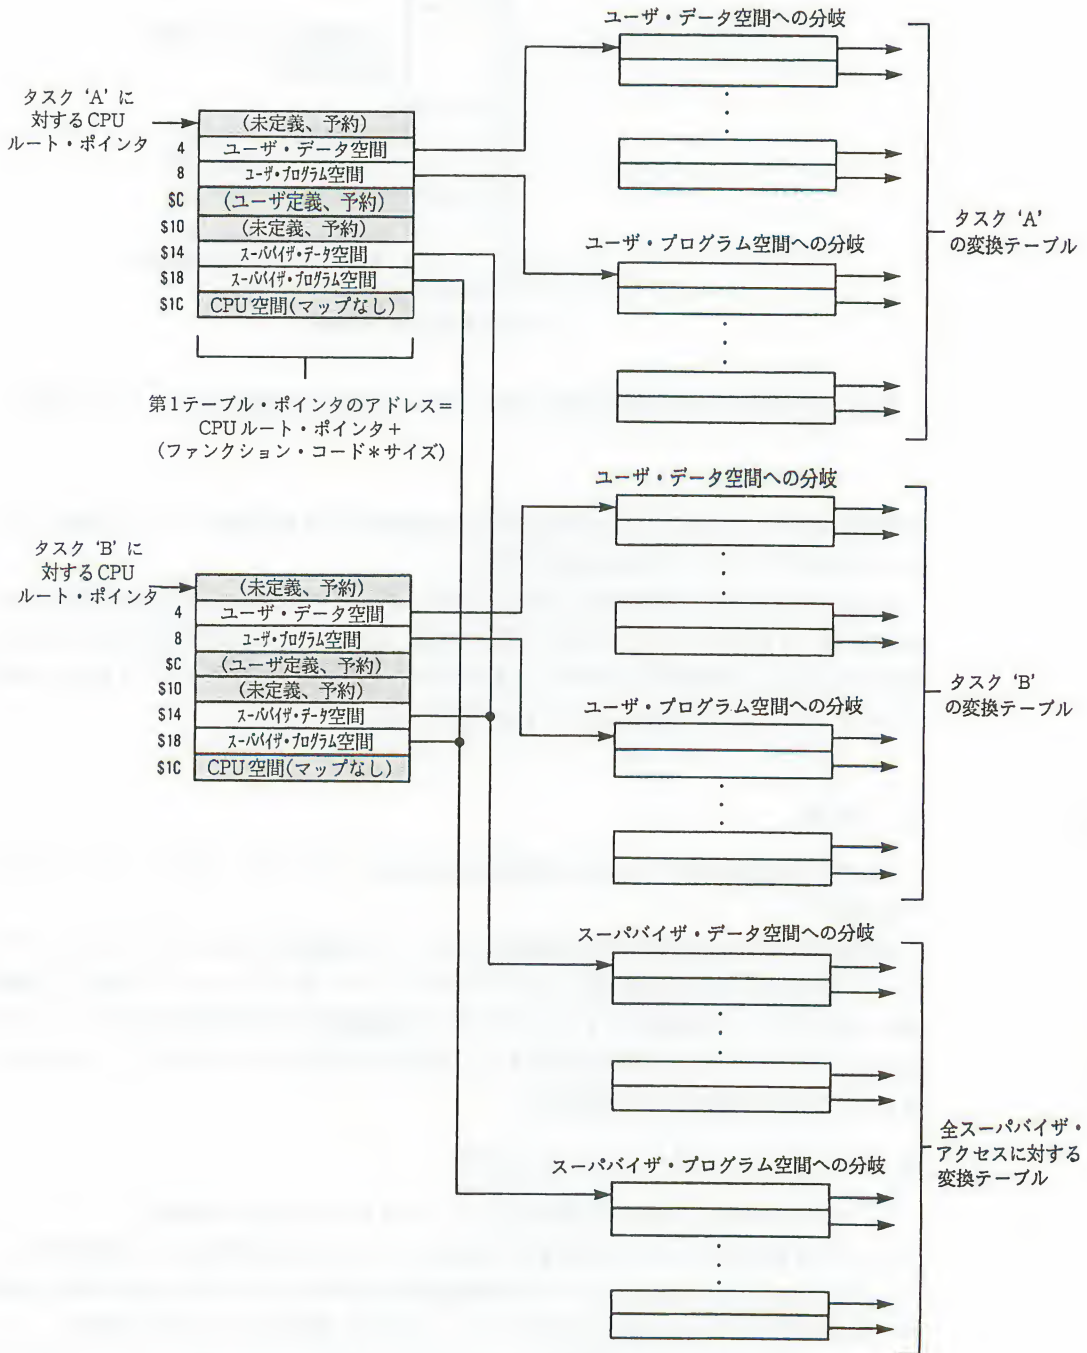 ユーザ・データ空間への分岐
タスク ‘A’ に
対するCPU
ルート・ポインタ
(未定義、予約)
4 ユーザ・データ空間
8 ユーザ・プログラム空間
$C (ユーザ定義、予約)
$10 (未定義、予約)
$14 スーパバイザ・データ空間
$18 スーパバイザ・プログラム空間
$1C CPU空間(マップなし)
ユーザ・プログラム空間への分岐
タスク ‘A’
の変換テーブル
第1テーブル・ポインタのアドレス=
CPUルート・ポインタ+
(ファンクション・コード*サイズ)
ユーザ・データ空間への分岐
タスク ‘B’ に
対するCPU
ルート・ポインタ
(未定義、予約)
4 ユーザ・データ空間
8 ユーザ・プログラム空間
$C (ユーザ定義、予約)
$10 (未定義、予約)
$14 スーパバイザ・データ空間
$18 スーパバイザ・プログラム空間
$1C CPU空間(マップなし)
ユーザ・プログラム空間への分岐
タスク ‘B’
の変換テーブル
スーパバイザ・データ空間への分岐
スーパバイザ・プログラム空間への分岐
全スーパバイザ・
アクセスに対する
変換テーブル